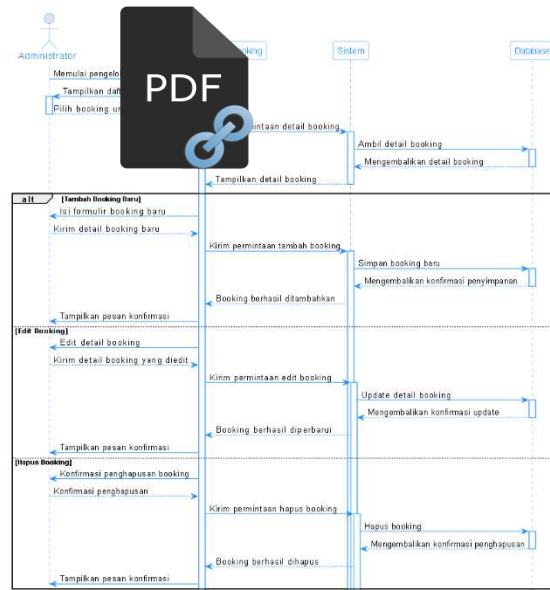 Administrator
oking
Sistem
Database
Memulai pengelo
Tampilkan daf
Pilih booking u
PDF
mintaan detail booking
Ambil detail booking
Mengembalikan detail booking
Tampilkan detail booking
alt [Tambah Booking Baru]
Isi formulir booking baru
Kirim detail booking baru
Kirim permintaan tambah booking
Simpan booking baru
Mengembalikan konfirmasi penyimpanan
Booking berhasil ditambahkan
Tampilkan pesan konfirmasi
[Edit Booking]
Edit detail booking
Kirim detail booking yang diedit
Kirim permintaan edit booking
Update detail booking
Mengembalikan konfirmasi update
Booking berhasil diperbarui
Tampilkan pesan konfirmasi
[Hapus Booking]
Konfirmasi penghapusan booking
Konfirmasi penghapusan
Kirim permintaan hapus booking
Hapus booking
Mengembalikan konfirmasi penghapusan
Booking berhasil dihapus
Tampilkan pesan konfirmasi